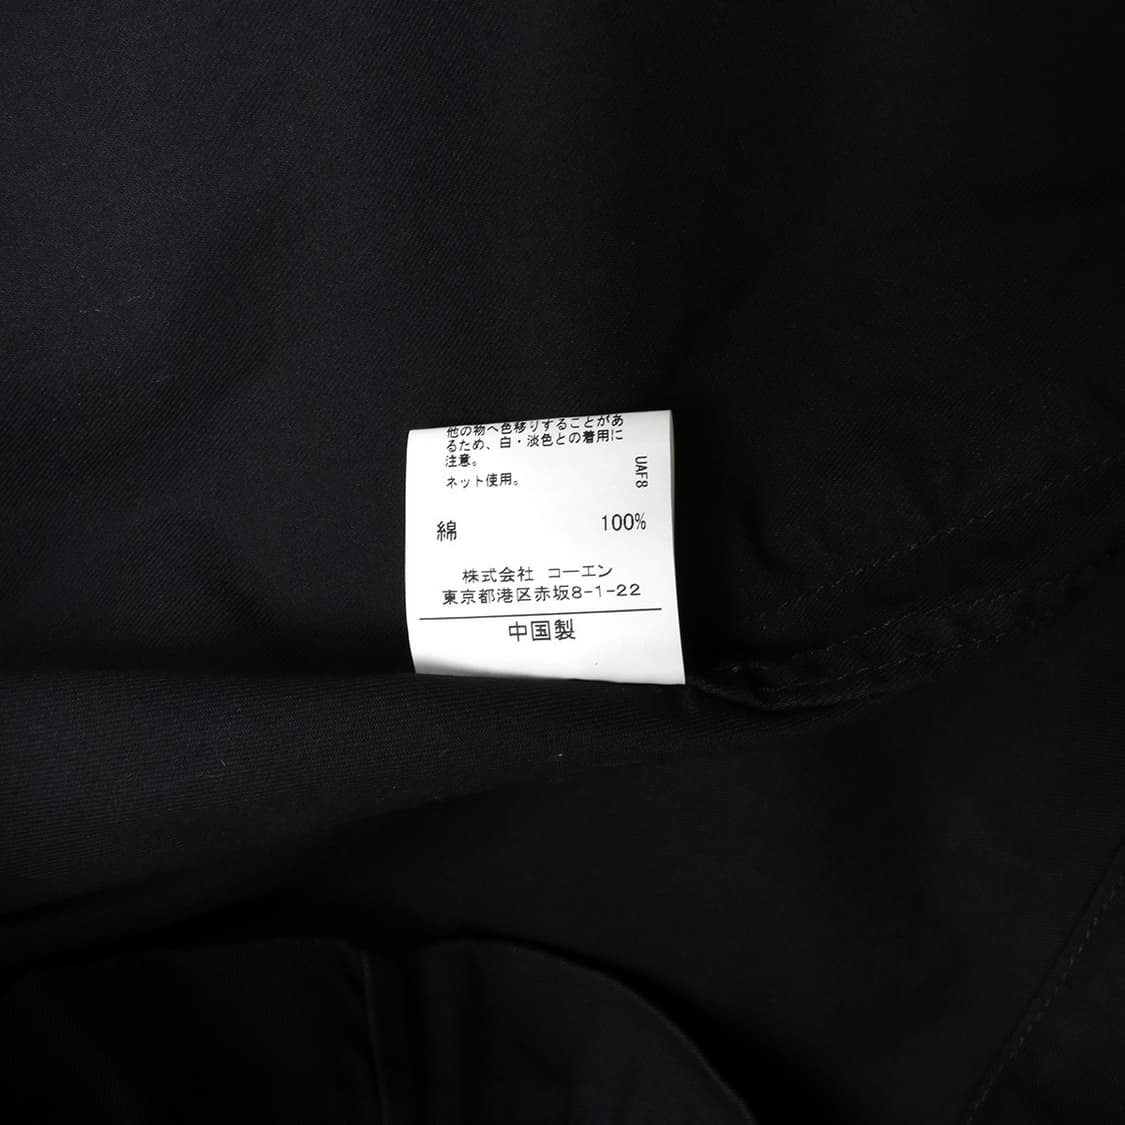 他の物へ色移りすることがあ
るため、白・淡色との着用に
注意。
ネット使用。
UAF8
綿 100%
株式会社 コーエン
東京都港区赤坂8-1-22
中国製